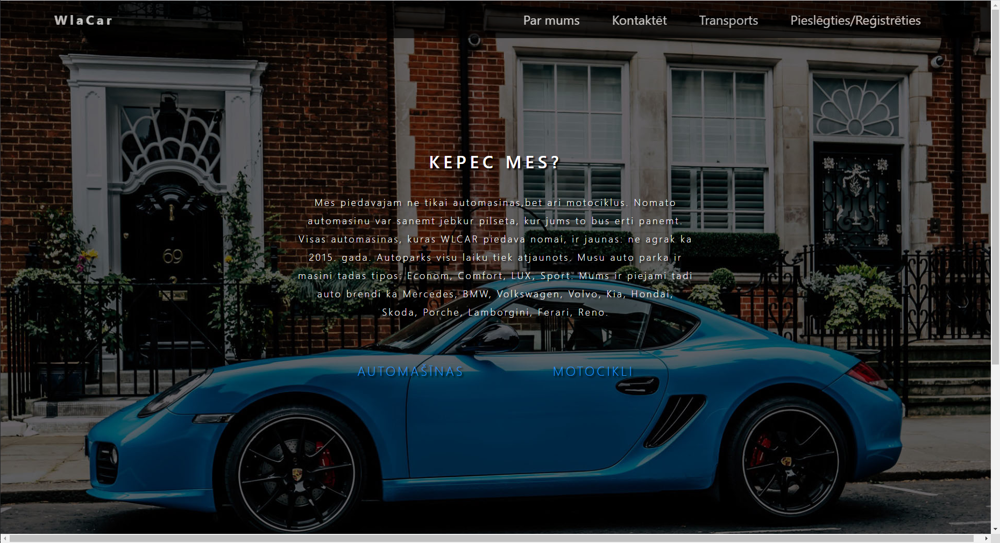 WlaCar
Par mums Kontaktēt Transports Pieslēgties/Reģistrēties
KEPEC MES?
Mes piedavajam ne tikai automasinas,bet ari motociklus. Nomato
automasinu var sanemt jebkur pilseta, kur jums to bus erti panemt.
Visas automasinas, kuras WLCAR piedava nomai, ir jaunas: ne agrak ka
2015. gada. Autoparks visu laiku tiek atjaunots. Musu auto parka ir
masini tadas tipos: Econom, Comfort, LUX, Sport. Mums ir piejami tadi
auto brendi ka Mercedes, BMW, Volkswagen, Volvo, Kia, Hondai,
Skoda, Porche, Lamborgini, Ferari, Reno.
69
AUTOMAŠĪNAS MOTOCIKLI